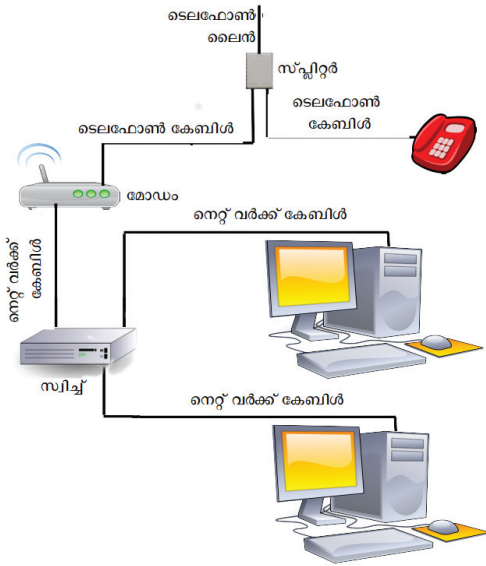 ടെലഫോൺ
ലൈൻ
സ്പ്ലിറ്റർ
ടെലഫോൺ
കേബിൾ
ടെലഫോൺ കേബിൾ
മോഡം
നെറ്റ് വർക്ക് കേബിൾ
നെറ്റ് വർക്ക്
കേബിൾ
സ്വിച്ച്
നെറ്റ് വർക്ക് കേബിൾ